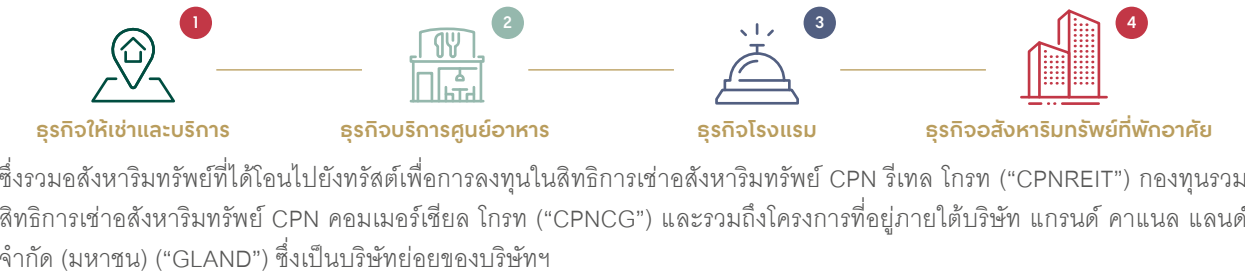 1
2
3
4
ธุรกิจให้เช่าและบริการ
ธุรกิจบริการศูนย์อาหาร
ธุรกิจโรงแรม
ธุรกิจอสังหาริมทรัพย์ที่พักอาศัย
ซึ่งรวมอสังหาริมทรัพย์ที่ได้โอนไปยังทรัสต์เพื่อการลงทุนในสิทธิการเช่าอสังหาริมทรัพย์ CPN รีเทล โกรท (“CPNREIT”) กองทุนรวม
สิทธิการเช่าอสังหาริมทรัพย์ CPN คอมเมอร์เชียล โกรท (“CPNCG”) และรวมถึงโครงการที่อยู่ภายใต้บริษัท แกรนด์ คาแนล แลนด์
จำกัด (มหาชน) (“GLAND”) ซึ่งเป็นบริษัทย่อยของบริษัทฯ